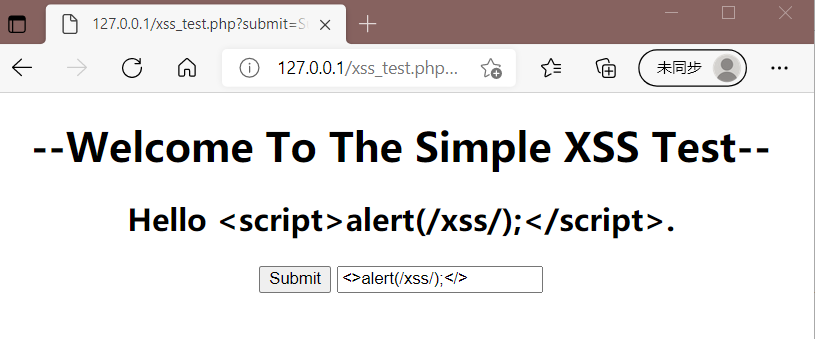 127.0.0.1/xss_test.php?submit=S
127.0.0.1/xss_test.php...
未同步
--Welcome To The Simple XSS Test--
Hello <script>alert(/xss/);</script>.
Submit
<>alert(/xss/);</>